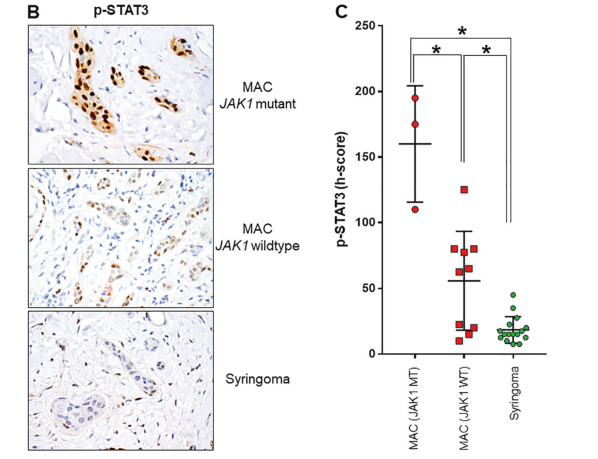 B
p-STAT3
MAC
JAK1 mutant
MAC
JAK1 wildtype
Syringoma
C
p-STAT3 (h-score)
250
200
150
100
50
0
*
*
*
MAC (JAK1 MT)
MAC (JAK1 WT)
Syringoma